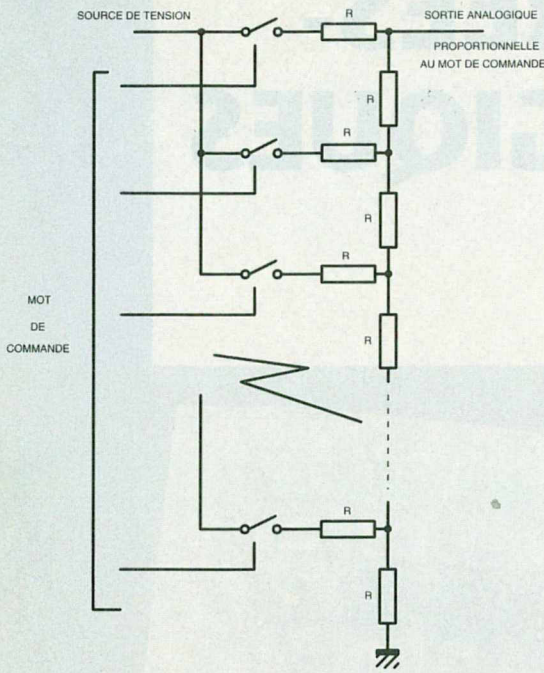 SOURCE DE TENSION
R
SORTIE ANALOGIQUE
PROPORTIONNELLE
AU MOT DE COMMANDE
R
R
R
R
MOT
DE
COMMANDE
R
R
R